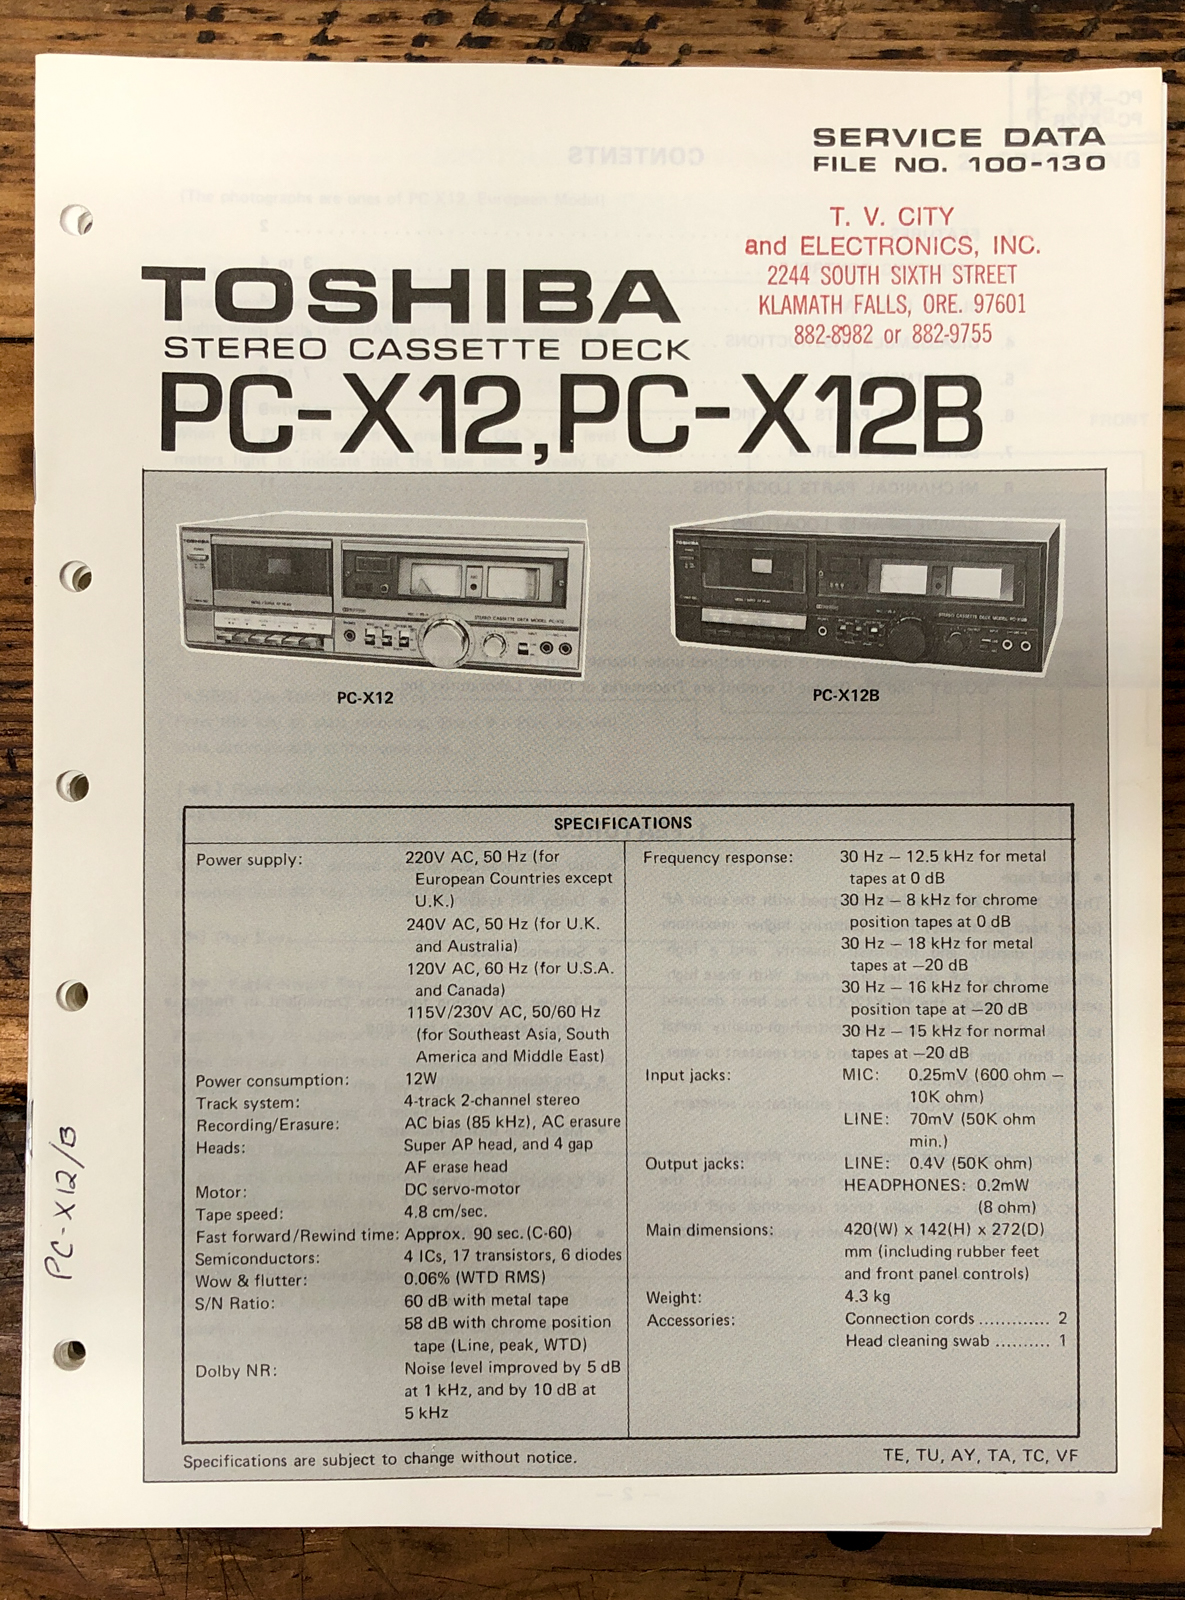 SERVICE DATA
FILE NO. 100-130
T. V. CITY
and ELECTRONICS, INC.
2244 SOUTH SIXTH STREET
KLAMATH FALLS, ORE. 97601
882-8982 or 882-9755
TOSHIBA
STEREO CASSETTE DECK
PC-X12, PC-X12B
TOSHIBA
TOSHIBA
PC-X12
PC-X12B
SPECIFICATIONS
Power supply: 220V AC, 50 Hz (for
European Countries except
U.K.)
240V AC, 50 Hz (for U.K.
and Australia)
120V AC, 60 Hz (for U.S.A.
and Canada)
115V/230V AC, 50/60 Hz
(for Southeast Asia, South
America and Middle East)
Power consumption: 12W
Track system: 4-track 2-channel stereo
Recording/Erasure: AC bias (85 kHz), AC erasure
Heads: Super AP head, and 4 gap
AF erase head
Motor: DC servo-motor
Tape speed: 4.8 cm/sec.
Fast forward/Rewind time: Approx. 90 sec. (C-60)
Semiconductors: 4 ICs, 17 transistors, 6 diodes
Wow & flutter: 0.06% (WTD RMS)
S/N Ratio: 60 dB with metal tape
58 dB with chrome position
tape (Line, peak, WTD)
Dolby NR: Noise level improved by 5 dB
at 1 kHz, and by 10 dB at
5 kHz
Frequency response: 30 Hz – 12.5 kHz for metal
tapes at 0 dB
30 Hz – 8 kHz for chrome
position tapes at 0 dB
30 Hz – 18 kHz for metal
tapes at –20 dB
30 Hz – 16 kHz for chrome
position tape at –20 dB
30 Hz – 15 kHz for normal
tapes at –20 dB
Input jacks: MIC: 0.25mV (600 ohm –
10K ohm)
LINE: 70mV (50K ohm
min.)
Output jacks: LINE: 0.4V (50K ohm)
HEADPHONES: 0.2mW
(8 ohm)
Main dimensions: 420(W) x 142(H) x 272(D)
mm (including rubber feet
and front panel controls)
Weight: 4.3 kg
Accessories: Connection cords ............. 2
Head cleaning swab .......... 1
Specifications are subject to change without notice.
TE, TU, AY, TA, TC, VF
PC-X12/B